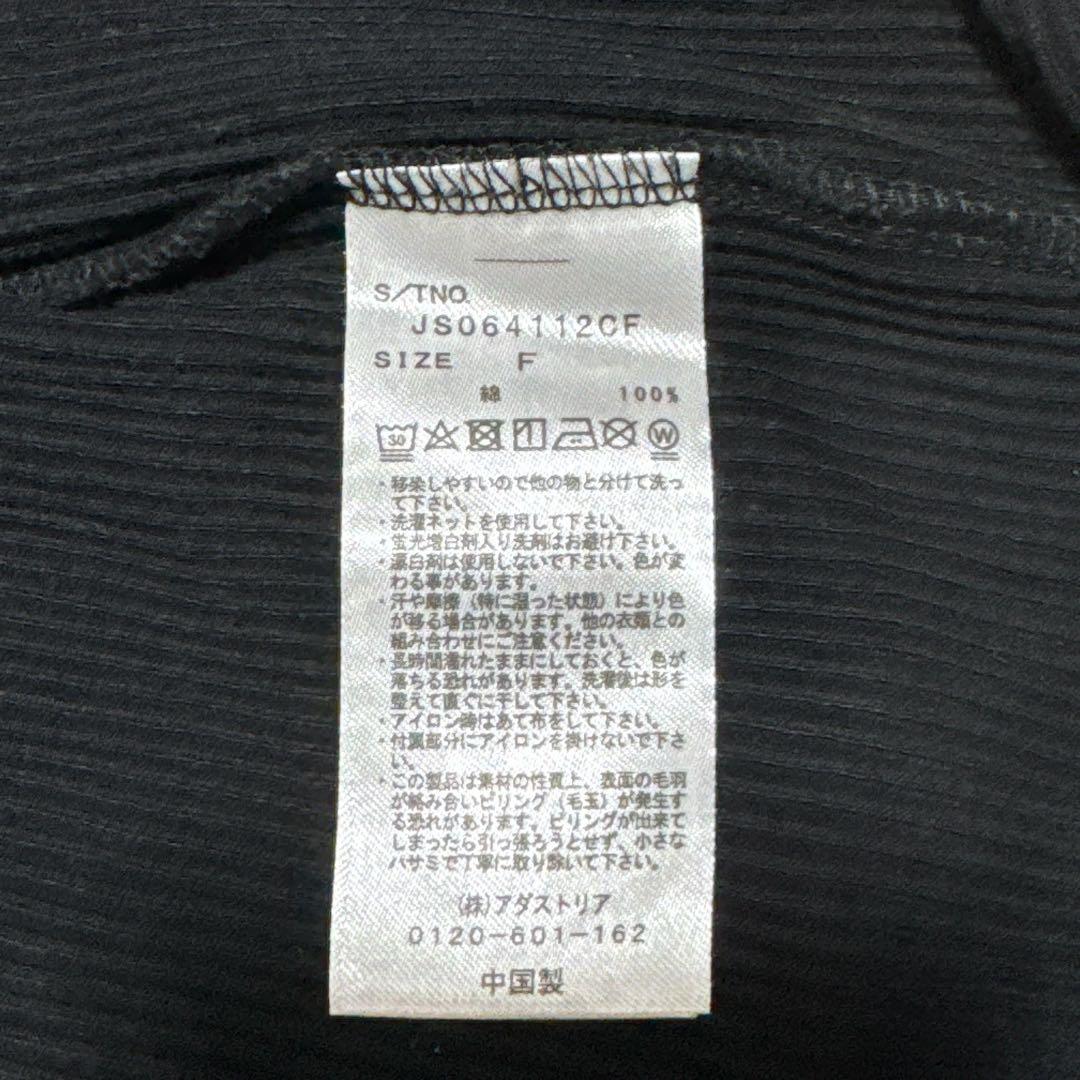 S/TNO.
JS064112CF
SIZE F
綿 100%
30
W
・移染しやすいので他の物と分けて洗っ
て下さい。
・洗濯ネットを使用して下さい。
・蛍光増白剤入り洗剤はお避け下さい。
・漂白剤は使用しないで下さい。色が変
わる事があります。
・汗や摩擦（特に湿った状態）により色
が移る場合があります。他の衣類との
組み合わせにご注意ください。
・長時間濡れたままにしておくと、色が
落ちる恐れがあります。洗濯後は形を
整えて直ぐに干して下さい。
・アイロン時はあて布をして下さい。
・付属部分にアイロンを掛けないで下さ
い。
・この製品は素材の性質上、表面の毛羽
が絡み合いピリング（毛玉）が発生す
る恐れがあります。ピリングが出来て
しまったら引っ張ろうとせず、小さな
ハサミで丁寧に取り除いて下さい。
(株)アダストリア
0120-601-162
中国製